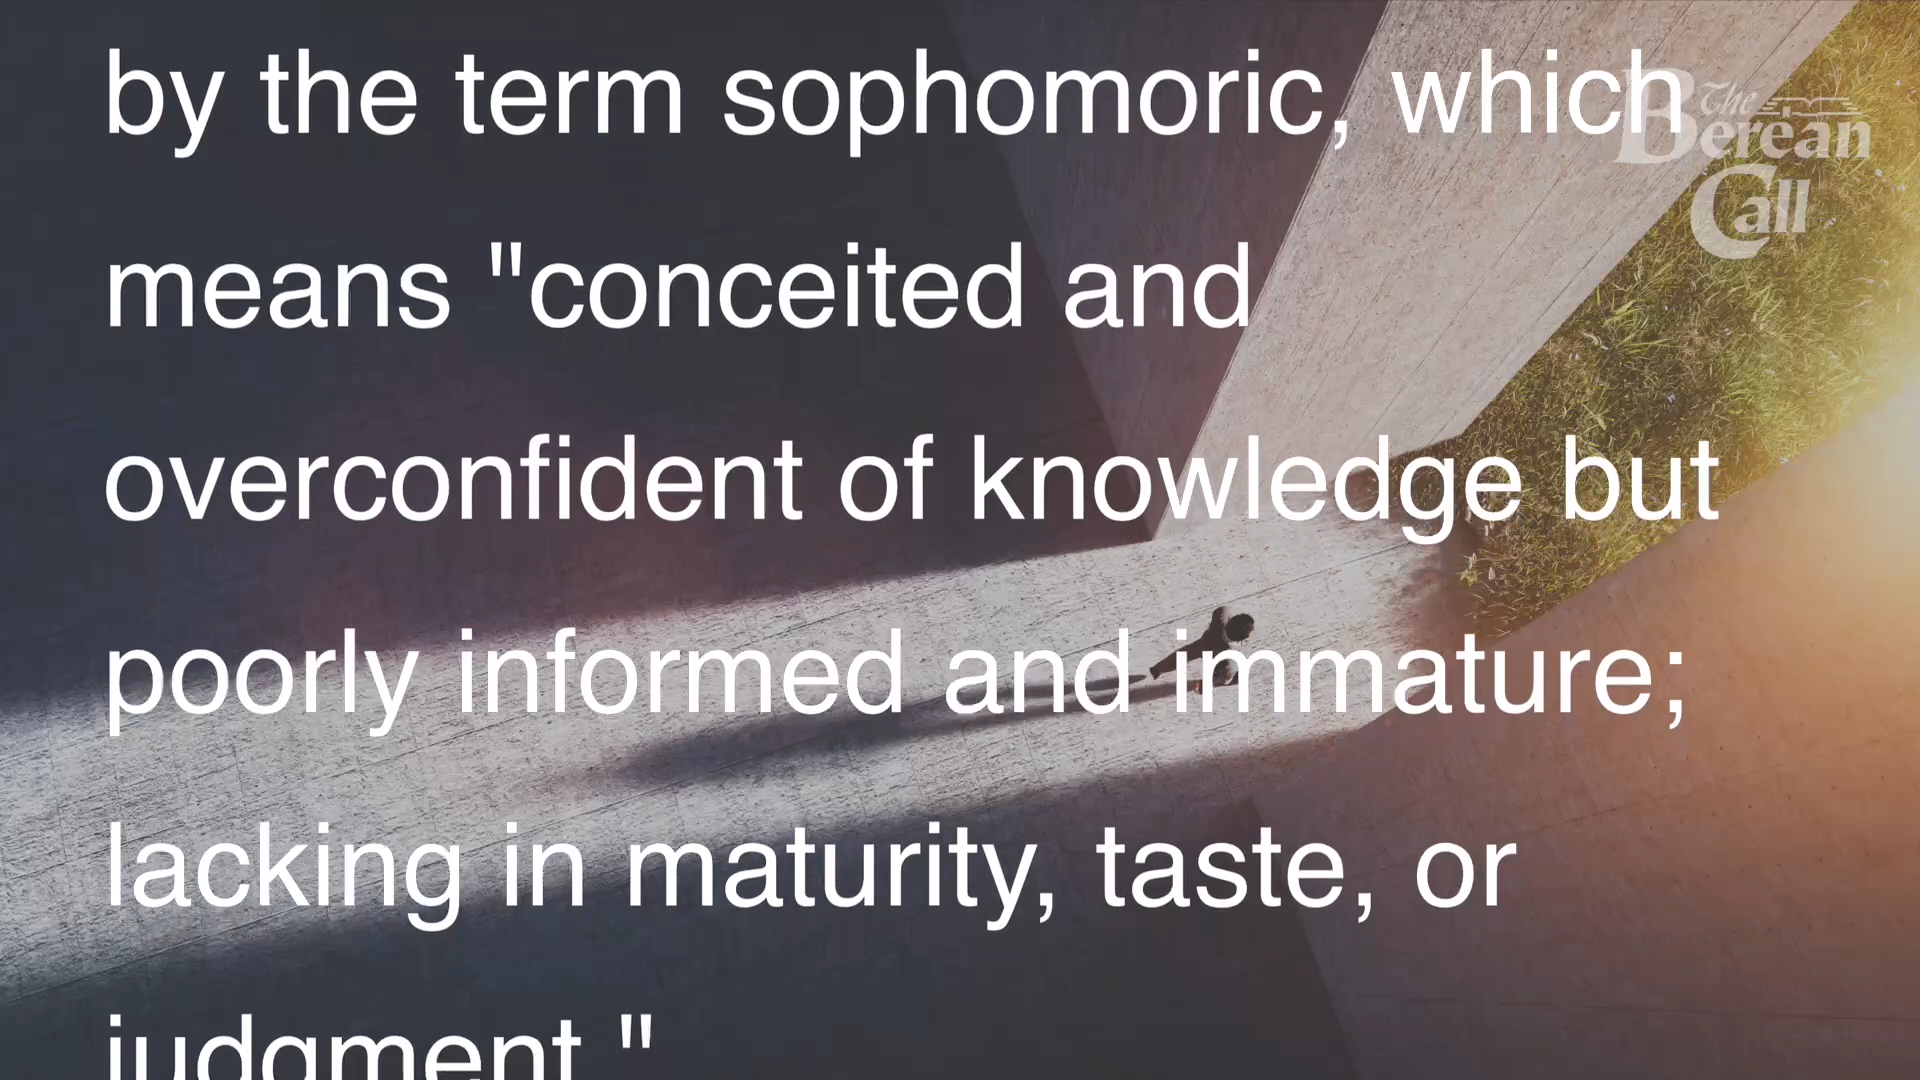 by the term sophomoric, which
means "conceited and
overconfident of knowledge but
poorly informed and immature;
lacking in maturity, taste, or
judgment."
The
Berean
Call